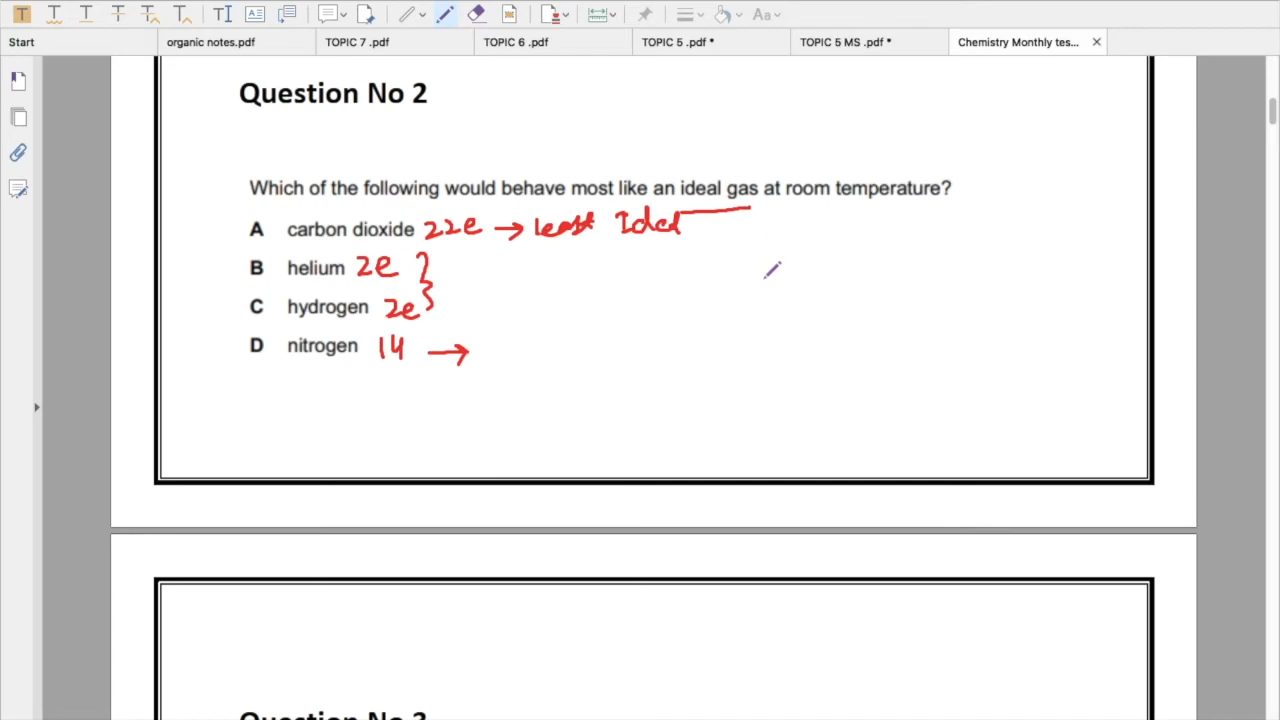 Start organic notes.pdf TOPIC 7 .pdf TOPIC 6 .pdf TOPIC 5 .pdf * TOPIC 5 MS .pdf * Chemistry Monthly tes...
Question No 2
Which of the following would behave most like an ideal gas at room temperature?
A carbon dioxide 22e → least Ideal
B helium 2e
C hydrogen 2e
D nitrogen 14 →
Question No 3